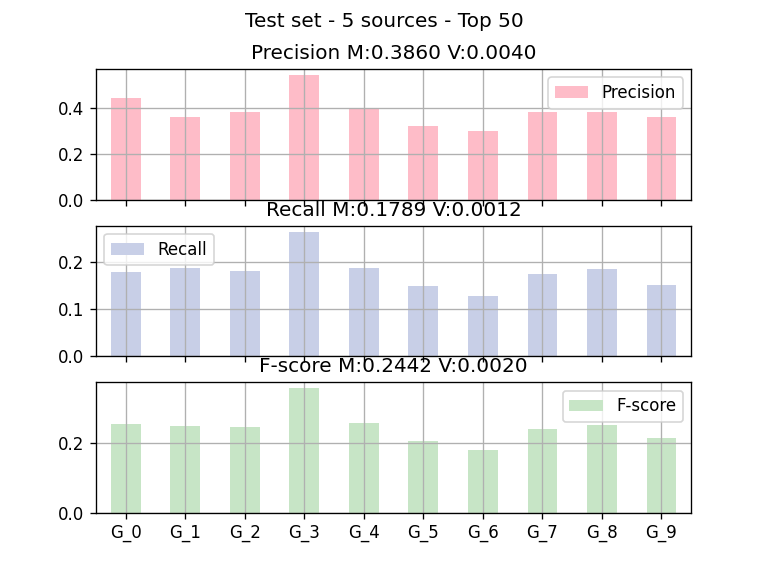 Test set - 5 sources - Top 50
Precision M:0.3860 V:0.0040
0.4
0.2
0.0
Precision
Recall M:0.1789 V:0.0012
0.2
0.1
0.0
Recall
F-score M:0.2442 V:0.0020
0.2
0.0
F-score
G_0 G_1 G_2 G_3 G_4 G_5 G_6 G_7 G_8 G_9